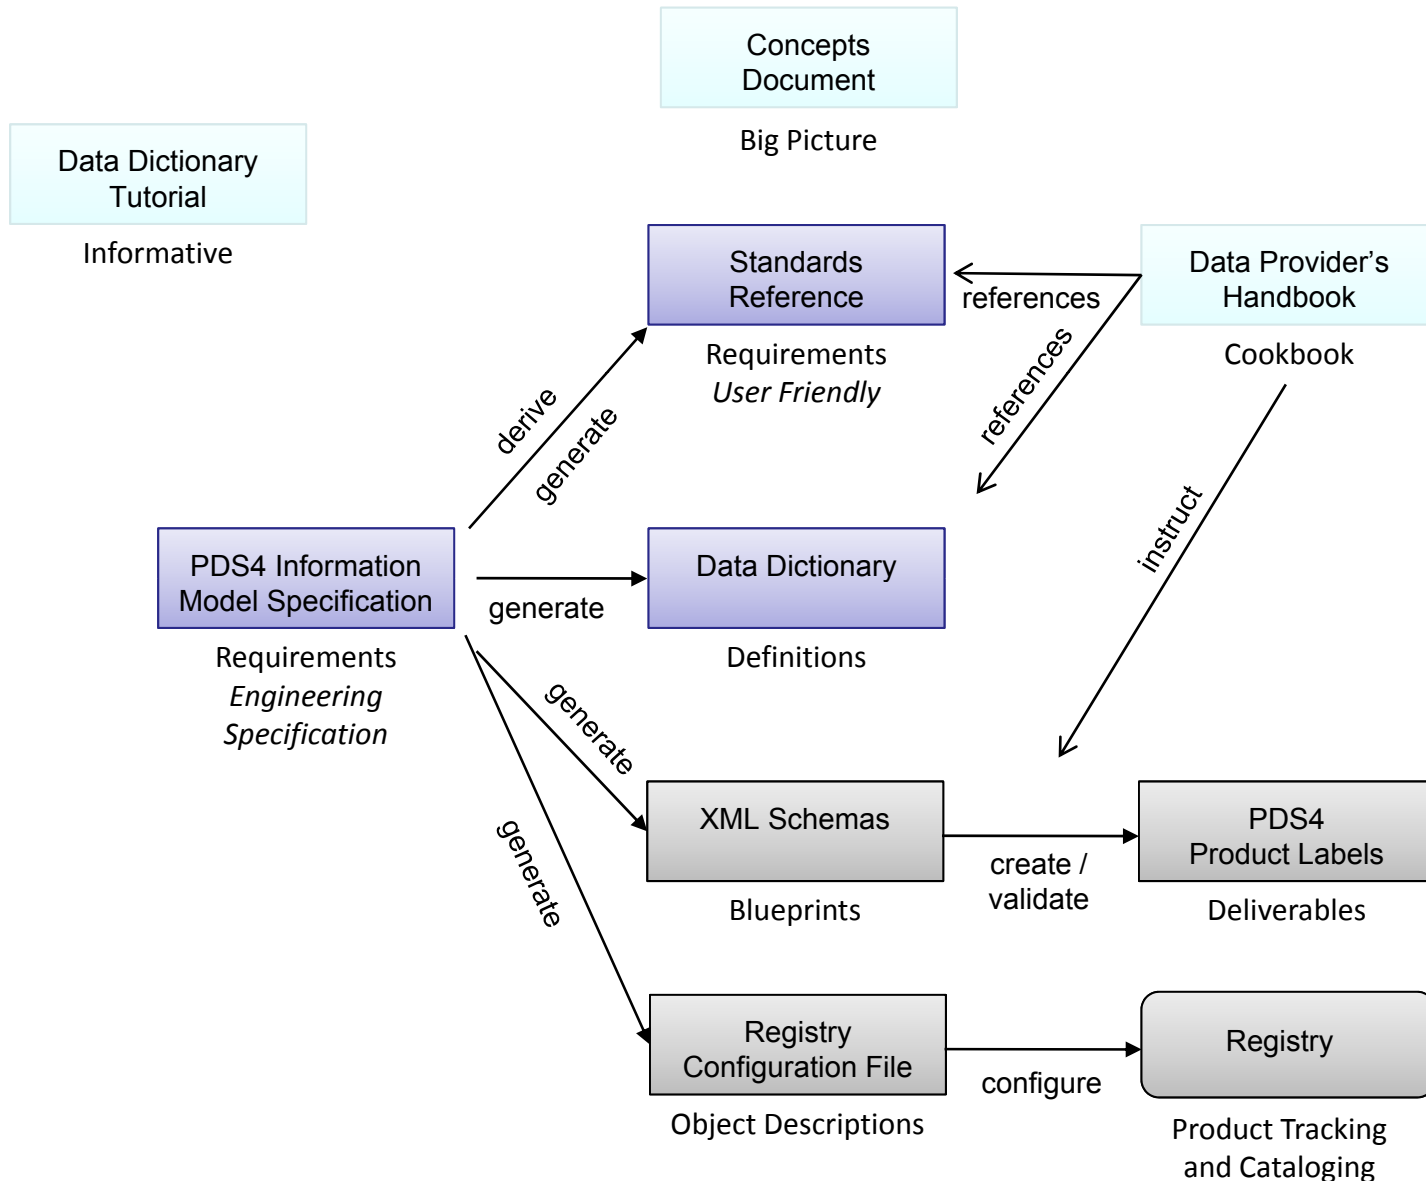 Concepts
Document
Big Picture
Data Dictionary
Tutorial
Informative
Standards
Reference
Requirements
User Friendly
references
references
Data Provider's
Handbook
Cookbook
derive
generate
instruct
PDS4 Information
Model Specification
Requirements
Engineering
Specification
generate
Data Dictionary
Definitions
generate
generate
XML Schemas
Blueprints
create /
validate
PDS4
Product Labels
Deliverables
Registry
Configuration File
Object Descriptions
configure
Registry
Product Tracking
and Cataloging